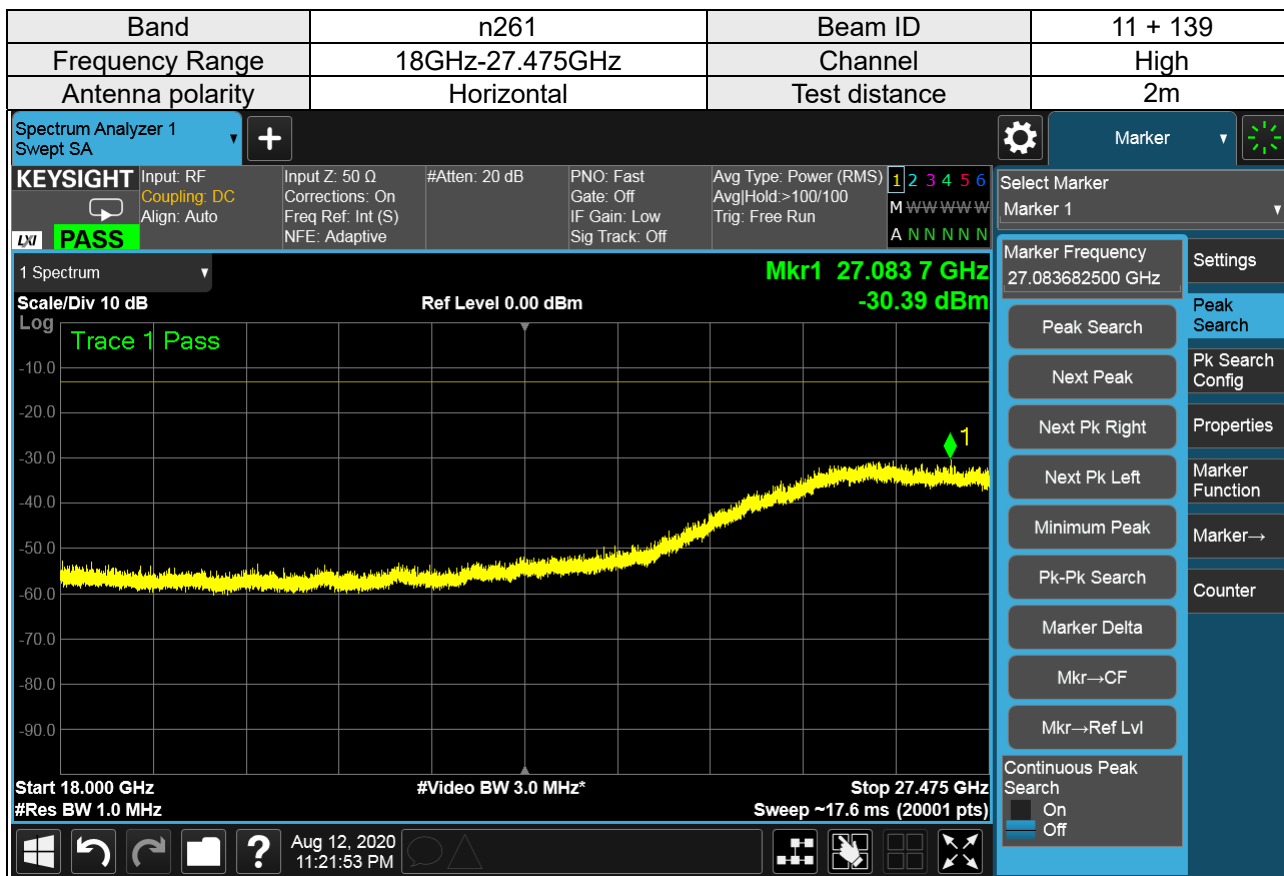 Band n261 Beam ID 11 + 139
Frequency Range 18GHz-27.475GHz Channel High
Antenna polarity Horizontal Test distance 2m
Spectrum Analyzer 1
Swept SA
Marker
KEYSIGHT
LXI PASS
Input: RF
Coupling: DC
Align: Auto
Input Z: 50 Ω
Corrections: On
Freq Ref: Int (S)
NFE: Adaptive
#Atten: 20 dB
PNO: Fast
Gate: Off
IF Gain: Low
Sig Track: Off
Avg Type: Power (RMS)
Avg|Hold:>100/100
Trig: Free Run
1 2 3 4 5 6
M W W W W W
A N N N N N
Select Marker
Marker 1
1 Spectrum
Mkr1 27.083 7 GHz
-30.39 dBm
Scale/Div 10 dB
Ref Level 0.00 dBm
Log
Trace 1 Pass
-10.0
-20.0
-30.0
-40.0
-50.0
-60.0
-70.0
-80.0
-90.0
1
Start 18.000 GHz
#Video BW 3.0 MHz*
Stop 27.475 GHz
#Res BW 1.0 MHz
Sweep ~17.6 ms (20001 pts)
Marker Frequency
27.083682500 GHz
Peak Search
Next Peak
Next Pk Right
Next Pk Left
Minimum Peak
Pk-Pk Search
Marker Delta
Mkr→CF
Mkr→Ref Lvl
Continuous Peak
Search
On
Off
Settings
Peak
Search
Pk Search
Config
Properties
Marker
Function
Marker→
Counter
?
Aug 12, 2020
11:21:53 PM